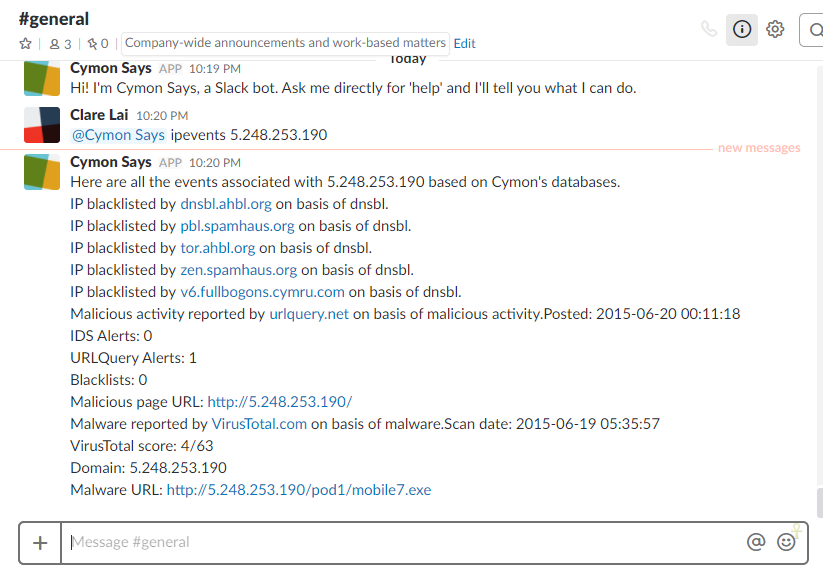 #general
3
0
Company-wide announcements and work-based matters
Edit
Today
Cymon Says APP 10:19 PM
Hi! I'm Cymon Says, a Slack bot. Ask me directly for 'help' and I'll tell you what I can do.
Clare Lai 10:20 PM
@Cymon Says ipevents 5.248.253.190
new messages
Cymon Says APP 10:20 PM
Here are all the events associated with 5.248.253.190 based on Cymon's databases.
IP blacklisted by dnsbl.ahbl.org on basis of dnsbl.
IP blacklisted by pbl.spamhaus.org on basis of dnsbl.
IP blacklisted by tor.ahbl.org on basis of dnsbl.
IP blacklisted by zen.spamhaus.org on basis of dnsbl.
IP blacklisted by v6.fullbogons.cymru.com on basis of dnsbl.
Malicious activity reported by urlquery.net on basis of malicious activity.Posted: 2015-06-20 00:11:18
IDS Alerts: 0
URLQuery Alerts: 1
Blacklists: 0
Malicious page URL: http://5.248.253.190/
Malware reported by VirusTotal.com on basis of malware.Scan date: 2015-06-19 05:35:57
VirusTotal score: 4/63
Domain: 5.248.253.190
Malware URL: http://5.248.253.190/pod1/mobile7.exe
Message #general